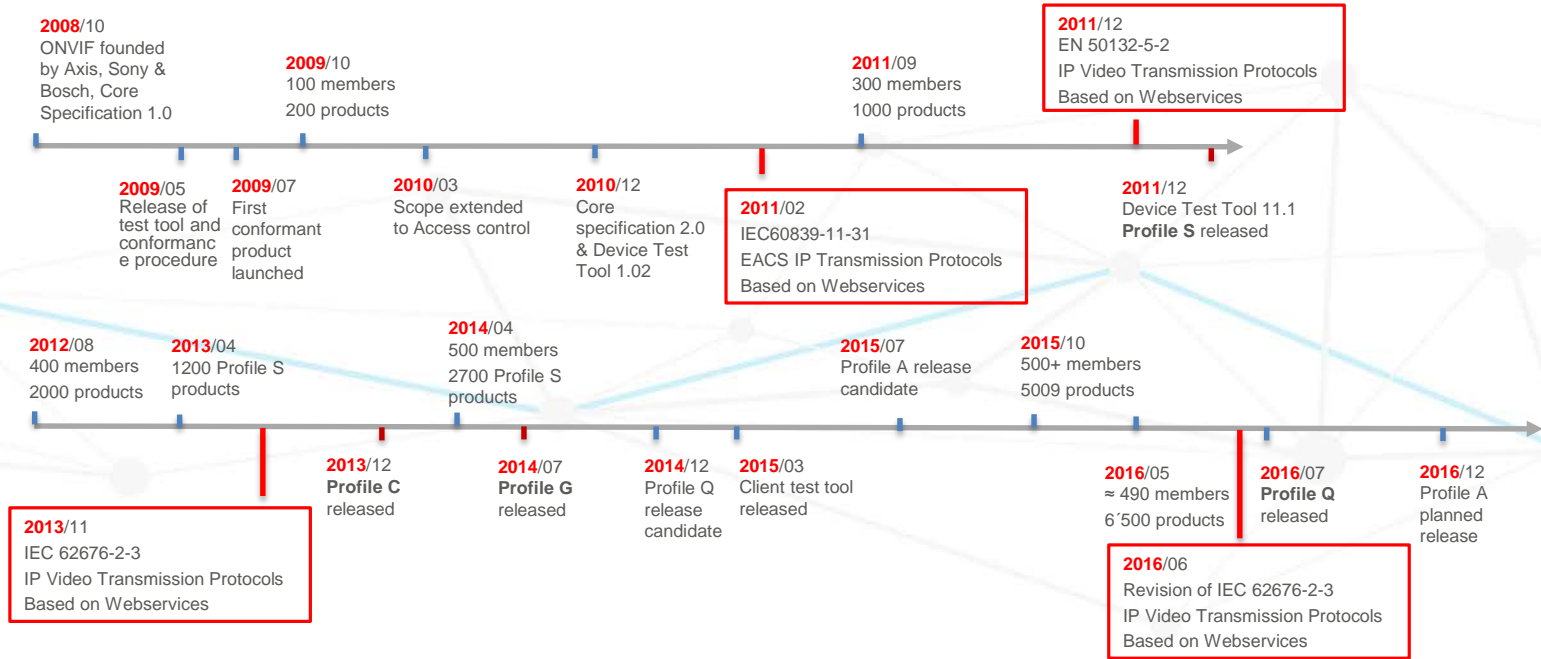 2008/10
ONVIF founded
by Axis, Sony &
Bosch, Core
Specification 1.0
2009/10
100 members
200 products
2011/09
300 members
1000 products
2011/12
EN 50132-5-2
IP Video Transmission Protocols
Based on Webservices
2009/05
Release of
test tool and
conformanc
e procedure
2009/07
First
conformant
product
launched
2010/03
Scope extended
to Access control
2010/12
Core
specification 2.0
& Device Test
Tool 1.02
2011/02
IEC60839-11-31
EACS IP Transmission Protocols
Based on Webservices
2011/12
Device Test Tool 11.1
Profile S released
2012/08
400 members
2000 products
2013/04
1200 Profile S
products
2014/04
500 members
2700 Profile S
products
2015/07
Profile A release
candidate
2015/10
500+ members
5009 products
2013/11
IEC 62676-2-3
IP Video Transmission Protocols
Based on Webservices
2013/12
Profile C
released
2014/07
Profile G
released
2014/12
Profile Q
release
candidate
2015/03
Client test tool
released
2016/05
≈ 490 members
6´500 products
2016/06
Revision of IEC 62676-2-3
IP Video Transmission Protocols
Based on Webservices
2016/07
Profile Q
released
2016/12
Profile A
planned
release